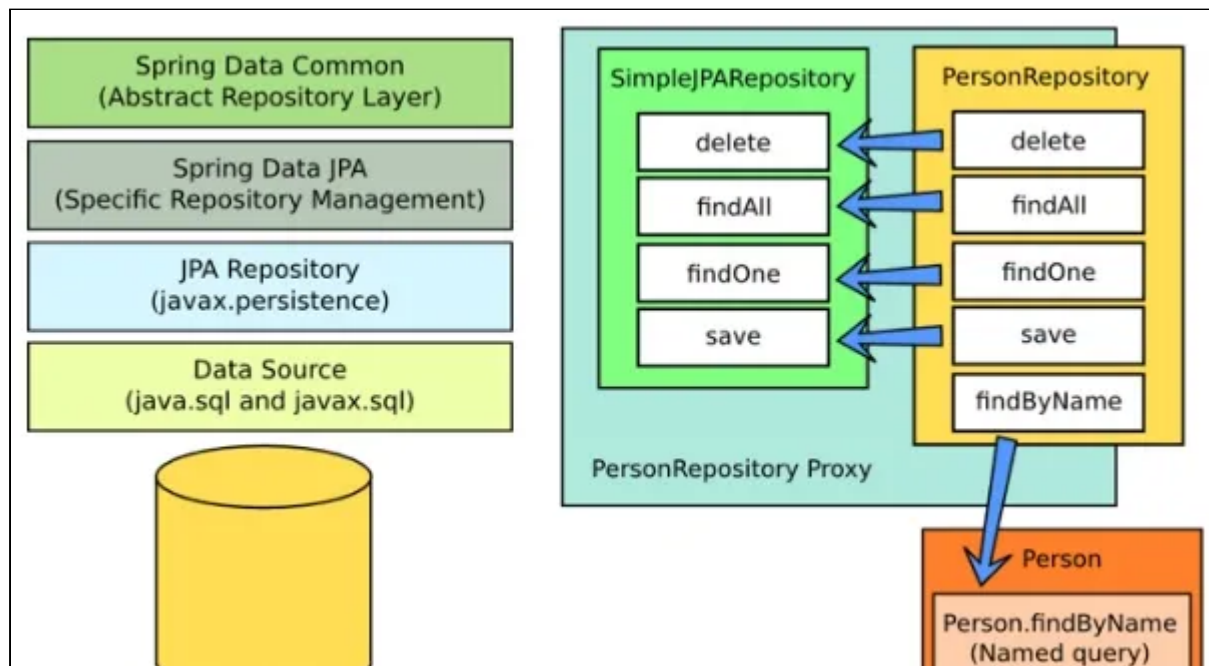 Spring Data Common
(Abstract Repository Layer)
Spring Data JPA
(Specific Repository Management)
JPA Repository
(javax.persistence)
Data Source
(java.sql and javax.sql)
SimpleJPARepository
delete
findAll
findOne
save
PersonRepository
delete
findAll
findOne
save
findByName
PersonRepository Proxy
Person
Person.findByName
(Named query)